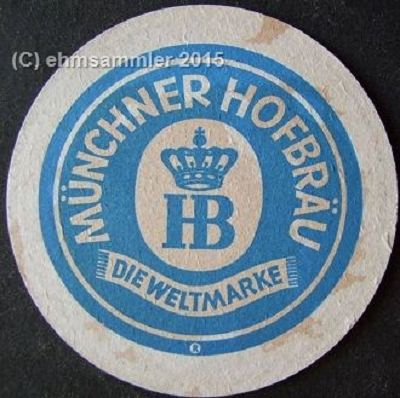 (C) ehmsammler 2015
MÜNCHNER HOFBRÄU
HB
DIE WELTMARKE
R